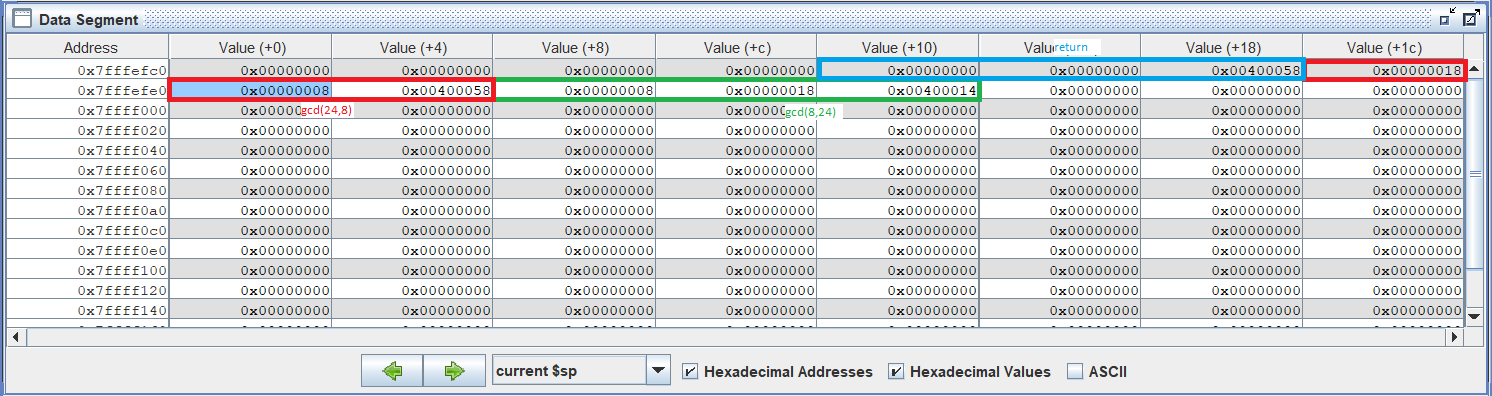 Data Segment
Address Value (+0) Value (+4) Value (+8) Value (+c) Value (+10) Valu return Value (+18) Value (+1c)
0x7fffefc0 0x00000000 0x00000000 0x00000000 0x00000000 0x00000000 0x00000000 0x00400058 0x00000018
0x7fffefe0 0x00000008 0x00400058 0x00000008 0x00000018 0x00400014 0x00000000 0x00000000 0x00000000
0x7ffff000 0x00000000 gcd(24,8) 0x00000000 0x00000000 0x00000000 gcd(8,24) 0x00000000 0x00000000 0x00000000 0x00000000
0x7ffff020 0x00000000 0x00000000 0x00000000 0x00000000 0x00000000 0x00000000 0x00000000 0x00000000
0x7ffff040 0x00000000 0x00000000 0x00000000 0x00000000 0x00000000 0x00000000 0x00000000 0x00000000
0x7ffff060 0x00000000 0x00000000 0x00000000 0x00000000 0x00000000 0x00000000 0x00000000 0x00000000
0x7ffff080 0x00000000 0x00000000 0x00000000 0x00000000 0x00000000 0x00000000 0x00000000 0x00000000
0x7ffff0a0 0x00000000 0x00000000 0x00000000 0x00000000 0x00000000 0x00000000 0x00000000 0x00000000
0x7ffff0c0 0x00000000 0x00000000 0x00000000 0x00000000 0x00000000 0x00000000 0x00000000 0x00000000
0x7ffff0e0 0x00000000 0x00000000 0x00000000 0x00000000 0x00000000 0x00000000 0x00000000 0x00000000
0x7ffff100 0x00000000 0x00000000 0x00000000 0x00000000 0x00000000 0x00000000 0x00000000 0x00000000
0x7ffff120 0x00000000 0x00000000 0x00000000 0x00000000 0x00000000 0x00000000 0x00000000 0x00000000
0x7ffff140 0x00000000 0x00000000 0x00000000 0x00000000 0x00000000 0x00000000 0x00000000 0x00000000
current $sp Hexadecimal Addresses Hexadecimal Values ASCII